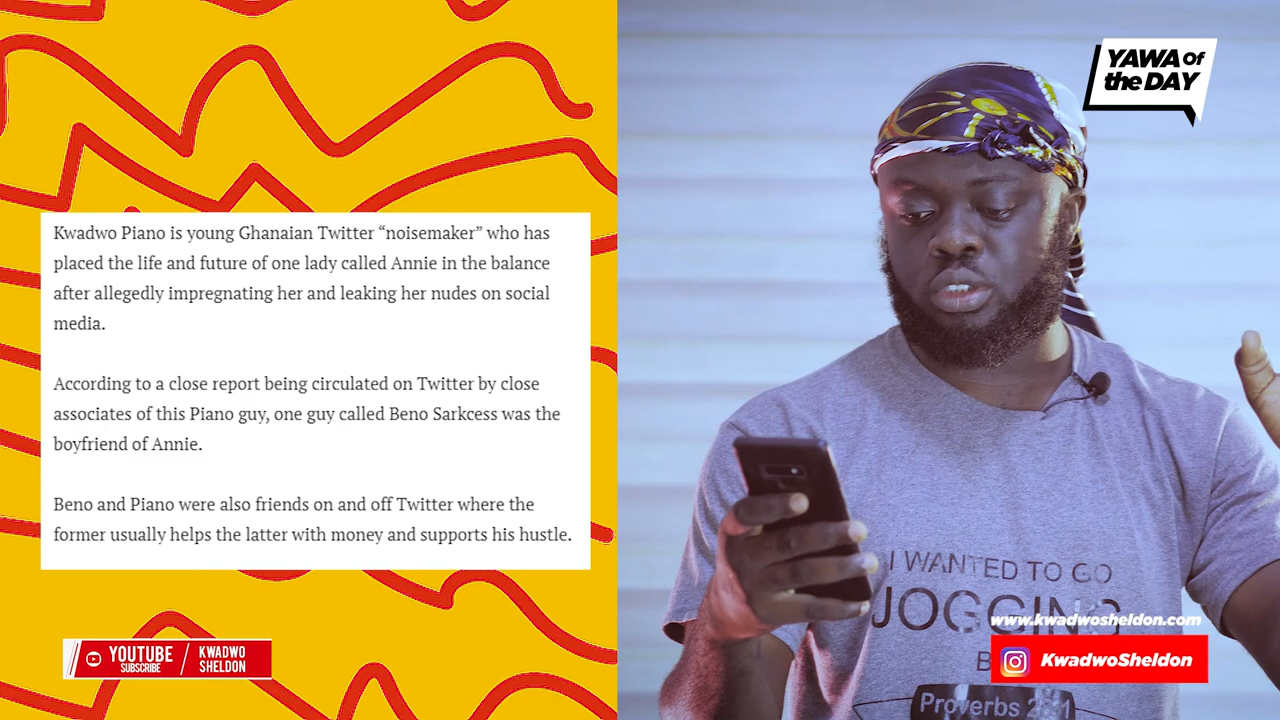 Kwadwo Piano is young Ghanaian Twitter “noisemaker” who has
placed the life and future of one lady called Annie in the balance
after allegedly impregnating her and leaking her nudes on social
media.
According to a close report being circulated on Twitter by close
associates of this Piano guy, one guy called Beno Sarkcess was the
boyfriend of Annie.
Beno and Piano were also friends on and off Twitter where the
former usually helps the latter with money and supports his hustle.
YOUTUBE
SUBSCRIBE
KWADWO
SHELDON
YAWA of
the DAY
I WANTED TO GO
JOGGING
Proverbs
www.kwadwosheldon.com
KwadwoSheldon